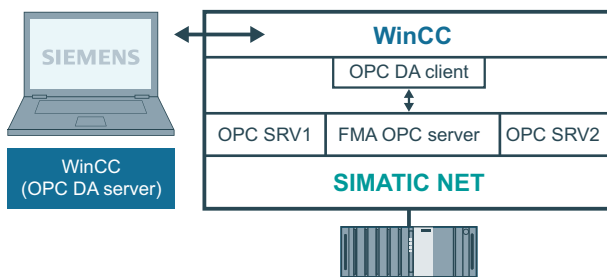 SIEMENS
WinCC
(OPC DA server)
WinCC
OPC DA client
OPC SRV1
FMA OPC server
OPC SRV2
SIMATIC NET